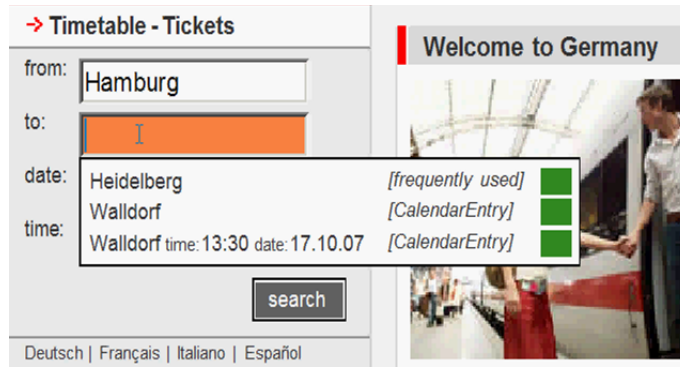 Timetable - Tickets
Welcome to Germany
from:
Hamburg
to:
date:
Heidelberg [frequently used]
Walldorf [CalendarEntry]
time:
Walldorf time: 13:30 date: 17.10.07 [CalendarEntry]
search
Deutsch | Français | Italiano | Español